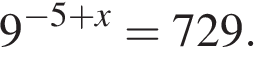 9^{−5+x} = 729.